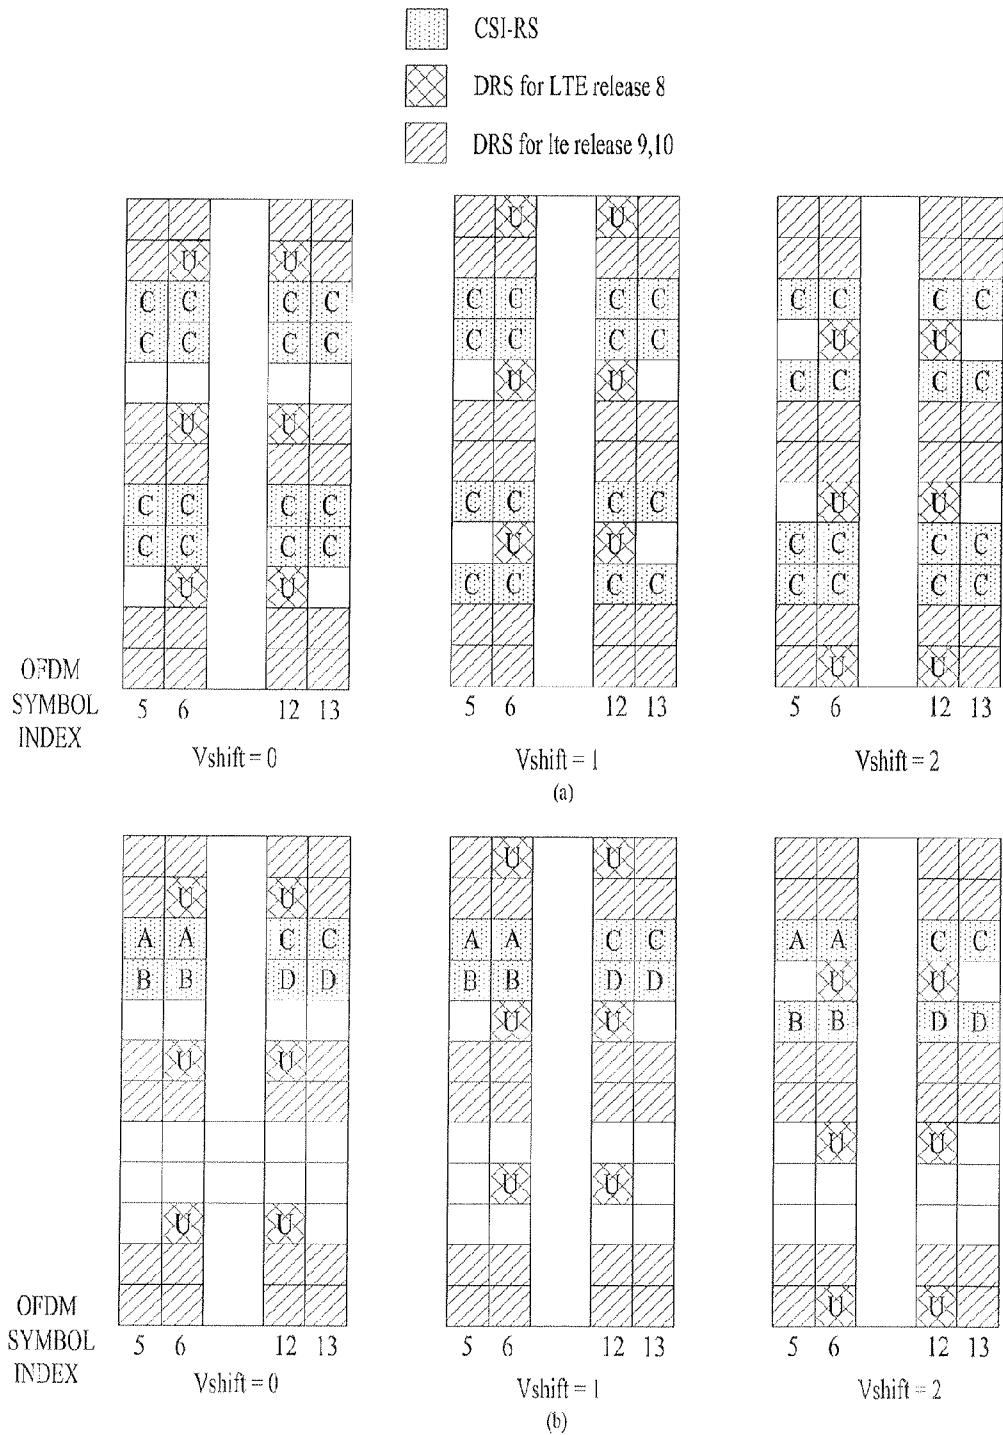 CSI-RS
DRS for LTE release 8
DRS for lte release 9,10
U U
U U
C C C C C C C C C C C C
C C C C C C C C U U
U U C C C C
U U
C C C C C C C C U U
C C C C U U C C C C
U U C C C C C C C C
U U
OFDM
SYMBOL
INDEX
5 6 12 13 5 6 12 13 5 6 12 13
Vshift = 0 Vshift = 1 Vshift = 2
(a)
U U
U U
A A C C A A C C A A C C
B B D D B B D D U U
U U B B D D
U U
U U
U U
U U
U U
OFDM
SYMBOL
INDEX
5 6 12 13 5 6 12 13 5 6 12 13
Vshift = 0 Vshift = 1 Vshift = 2
(b)